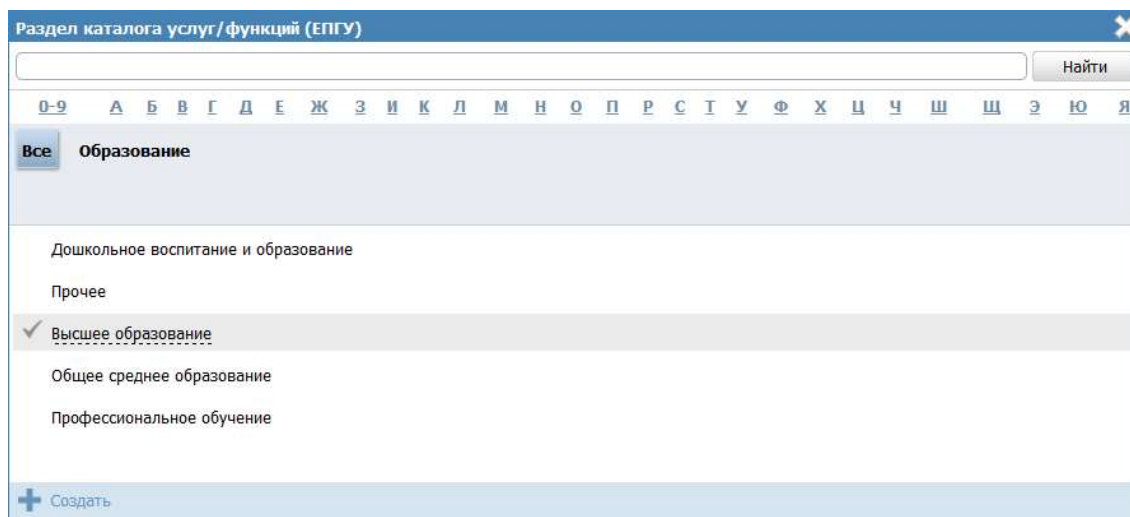 Раздел каталога услуг/функций (ЕПГУ)
Найти
0-9 А Б В Г Д Е Ж З И К Л М Н О П Р С Т У Ф Х Ц Ч Ш Щ Э Ю Я
Все Образование
Дошкольное воспитание и образование
Прочее
Высшее образование
Общее среднее образование
Профессиональное обучение
Создать